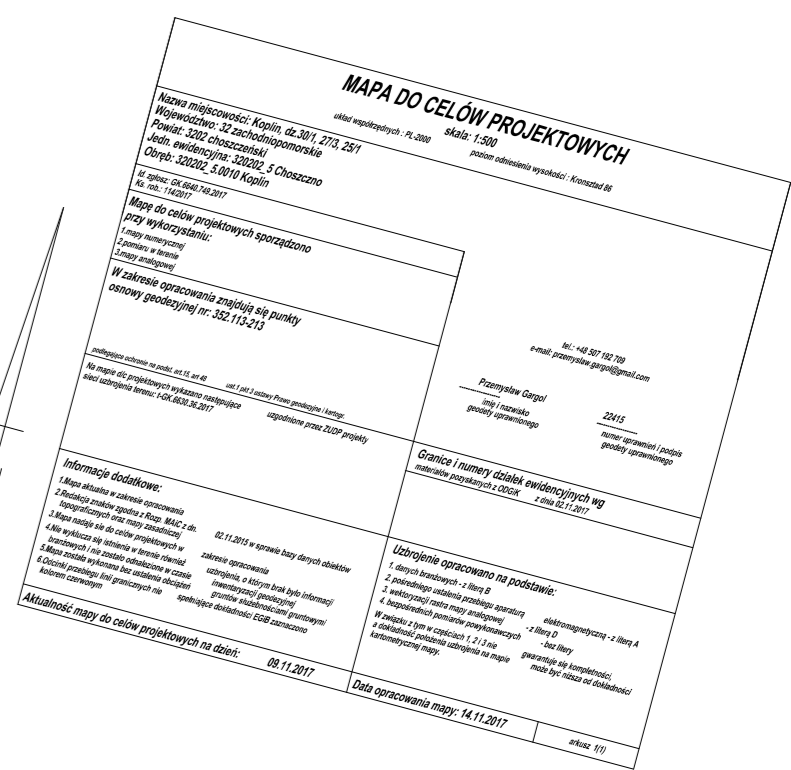 MAPA DO CELÓW PROJEKTOWYCH
skala: 1:500
układ współrzędnych : PL-2000
poziom odniesienia wysokości : Kronsztad 86
Nazwa miejscowości: Koplin, dz.30/1, 27/3, 25/1
Województwo: 32 zachodniopomorskie
Powiat: 3202 choszczeński
Jedn. ewidencyjna: 320202_5 Choszczno
Obręb: 320202_5.0010 Koplin
Id. zgłosz: GK.6640.749.2017
Ks. rob.: 114/2017
Mapę do celów projektowych sporządzono
przy wykorzystaniu:
1.mapy numerycznej
2.pomiaru w terenie
3.mapy analogowej
W zakresie opracowania znajdują się punkty
osnowy geodezyjnej nr: 352.113-213
podlegające ochronie na podst. art.15, art 48 ust.1 pkt 3 ustawy Prawo geodezyjne i kartogr.
Na mapie d/c projektowych wykazano następujące uzgodnione przez ZUDP projekty
sieci uzbrojenia terenu: t-GK.6630.36.2017
tel.: +48 507 192 709
e-mail: przemyslaw.gargol@gmail.com
Przemysław Gargol
imię i nazwisko
geodety uprawnionego
22415
numer uprawnień i podpis
geodety uprawnionego
Granice i numery działek ewidencyjnych wg
materiałów pozyskanych z ODGiK z dnia 02.11.2017
Informacje dodatkowe:
1.Mapa aktualna w zakresie opracowania
2.Redakcja znaków zgodna z Rozp. MAiC z dn. 02.11.2015 w sprawie bazy danych obiektów
topograficznych oraz mapy zasadniczej
3.Mapa nadaje sie do celów projektowych w zakresie opracowania
4.Nie wyklucza się istnienia w terenie również uzbrojenia, o którym brak było informacji
branżowych i nie zostało odnalezione w czasie inwentaryzacji geodezyjnej
5.Mapa została wykonana bez ustalenia obciążeń gruntów służebnościami gruntowymi
6.Odcinki przebiegu linii granicznych nie spełniające dokładności EGiB zaznaczono
kolorem czerwonym
Uzbrojenie opracowano na podstawie:
1. danych branżowych - z literą B
2. pośredniego ustalenia przebiegu aparaturą elektromagnetyczną - z literą A
3. wektoryzacji rastra mapy analogowej - z literą D
4. bezpośrednich pomiarów powykonawczych - bez litery
W związku z tym w częściach 1, 2 i 3 nie gwarantuje się kompletności,
a dokładność położenia uzbrojenia na mapie może być niższa od dokładności
kartometrycznej mapy.
Aktualność mapy do celów projektowych na dzień: 09.11.2017
Data opracowania mapy: 14.11.2017
arkusz 1(1)